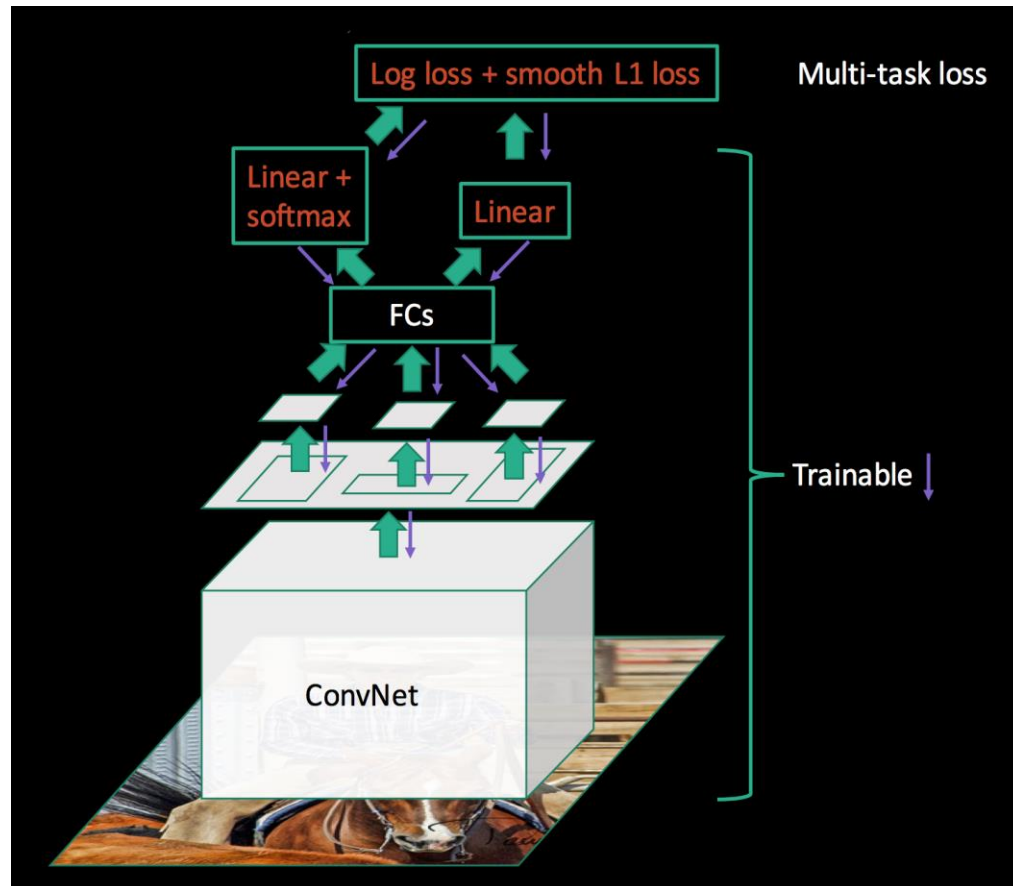 Log loss + smooth L1 loss
Multi-task loss
Linear +
softmax
Linear
FCs
Trainable
ConvNet